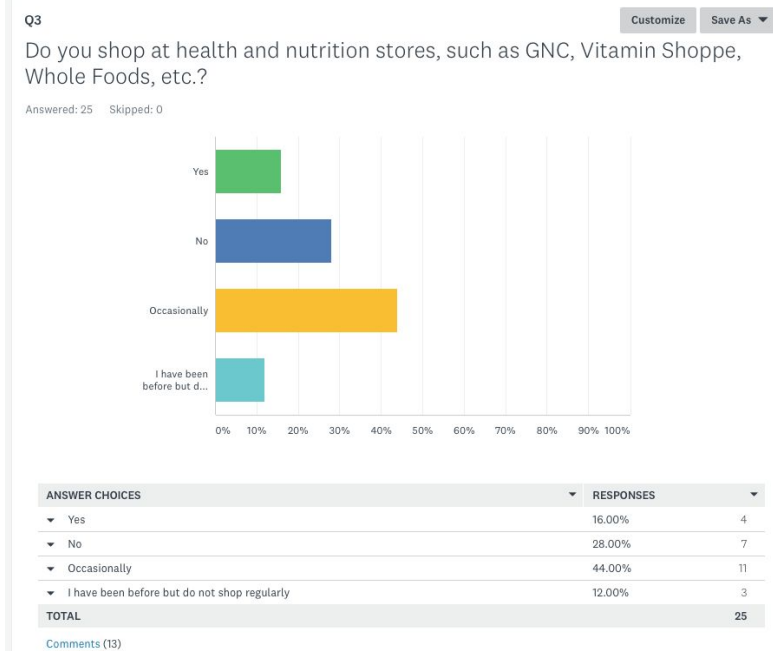 Q3
Customize
Save As
Do you shop at health and nutrition stores, such as GNC, Vitamin Shoppe,
Whole Foods, etc.?
Answered: 25 Skipped: 0
Yes
No
Occasionally
I have been
before but d...
0% 10% 20% 30% 40% 50% 60% 70% 80% 90% 100%
ANSWER CHOICES RESPONSES
Yes 16.00% 4
No 28.00% 7
Occasionally 44.00% 11
I have been before but do not shop regularly 12.00% 3
TOTAL 25
Comments (13)